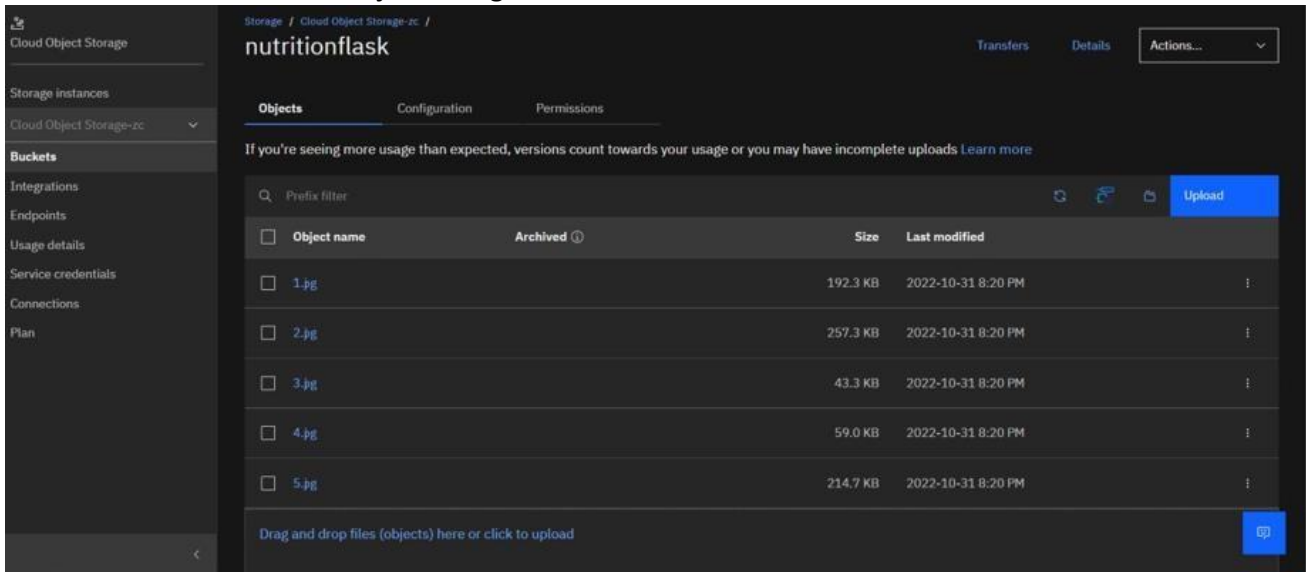 Cloud Object Storage
Storage instances
Cloud Object Storage-zc
Buckets
Integrations
Endpoints
Usage details
Service credentials
Connections
Plan
Storage / Cloud Object Storage-zc /
nutritionflask
Transfers Details Actions...
Objects Configuration Permissions
If you're seeing more usage than expected, versions count towards your usage or you may have incomplete uploads Learn more
Prefix filter Upload
Object name Archived Size Last modified
1.jpg 192.3 KB 2022-10-31 8:20 PM
2.jpg 257.3 KB 2022-10-31 8:20 PM
3.jpg 43.3 KB 2022-10-31 8:20 PM
4.jpg 59.0 KB 2022-10-31 8:20 PM
5.jpg 214.7 KB 2022-10-31 8:20 PM
Drag and drop files (objects) here or click to upload